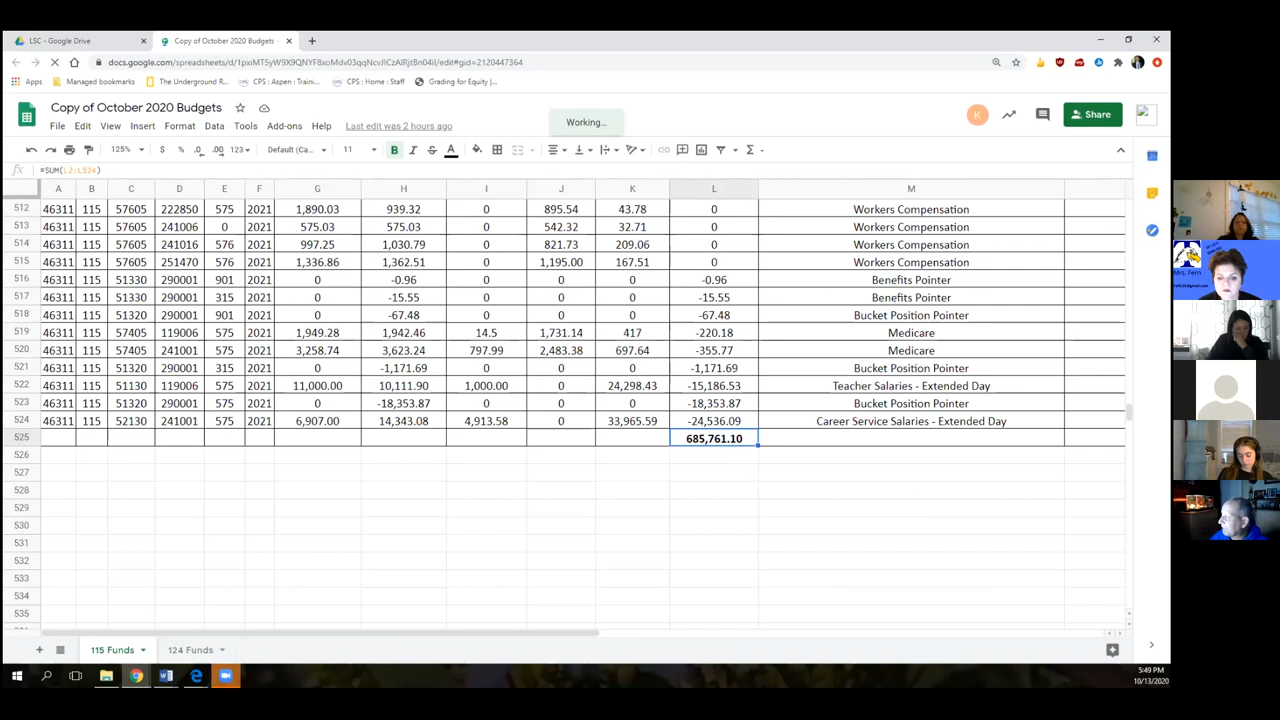 LSC - Google Drive
Copy of October 2020 Budgets -
docs.google.com/spreadsheets/d/1pxiMT5yW9X9QNYF8xoMdv03qqNcvJICzAIRjtBn04iI/edit#gid=2120447364
Apps Managed bookmarks The Underground R... CPS : Aspen : Traini... CPS : Home : Staff Grading for Equity |...
Copy of October 2020 Budgets
Working...
K
Share
File Edit View Insert Format Data Tools Add-ons Help Last edit was 2 hours ago
125% $ % .0 .00 123 Default (Ca... 11 B I S A
=SUM(L2:L524)
A B C D E F G H I J K L M
512 46311 115 57605 222850 575 2021 1,890.03 939.32 0 895.54 43.78 0 Workers Compensation
513 46311 115 57605 241006 0 2021 575.03 575.03 0 542.32 32.71 0 Workers Compensation
514 46311 115 57605 241016 576 2021 997.25 1,030.79 0 821.73 209.06 0 Workers Compensation
515 46311 115 57605 251470 576 2021 1,336.86 1,362.51 0 1,195.00 167.51 0 Workers Compensation
516 46311 115 51330 290001 901 2021 0 -0.96 0 0 0 -0.96 Benefits Pointer
517 46311 115 51330 290001 315 2021 0 -15.55 0 0 0 -15.55 Benefits Pointer
518 46311 115 51320 290001 901 2021 0 -67.48 0 0 0 -67.48 Bucket Position Pointer
519 46311 115 57405 119006 575 2021 1,949.28 1,942.46 14.5 1,731.14 417 -220.18 Medicare
520 46311 115 57405 241001 575 2021 3,258.74 3,623.24 797.99 2,483.38 697.64 -355.77 Medicare
521 46311 115 51320 290001 315 2021 0 -1,171.69 0 0 0 -1,171.69 Bucket Position Pointer
522 46311 115 51130 119006 575 2021 11,000.00 10,111.90 1,000.00 0 24,298.43 -15,186.53 Teacher Salaries - Extended Day
523 46311 115 51320 290001 575 2021 0 -18,353.87 0 0 0 -18,353.87 Bucket Position Pointer
524 46311 115 52130 241001 575 2021 6,907.00 14,343.08 4,913.58 0 33,965.59 -24,536.09 Career Service Salaries - Extended Day
525 685,761.10
526
527
528
529
530
531
532
533
534
535
115 Funds 124 Funds
5:49 PM
10/13/2020
Mrs. Fern